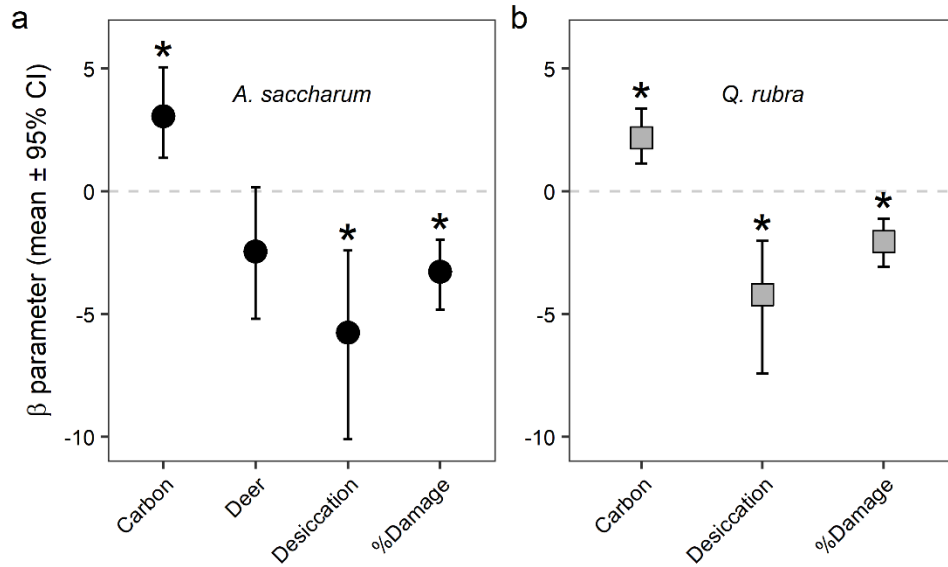 a
b
β parameter (mean ± 95% CI)
A. saccharum
Q. rubra
*
*
*
*
*
*
5
0
-5
-10
5
0
-5
-10
Carbon
Deer
Desiccation
%Damage
Carbon
Desiccation
%Damage